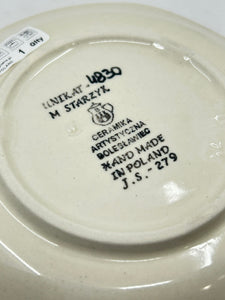 UNIKAT 4830
M STARZYK
CERAMIKA
ARTYSTYCZNA
BOLESŁAWIEC
HAND MADE
IN POLAND
J.S.-279
1 Qty